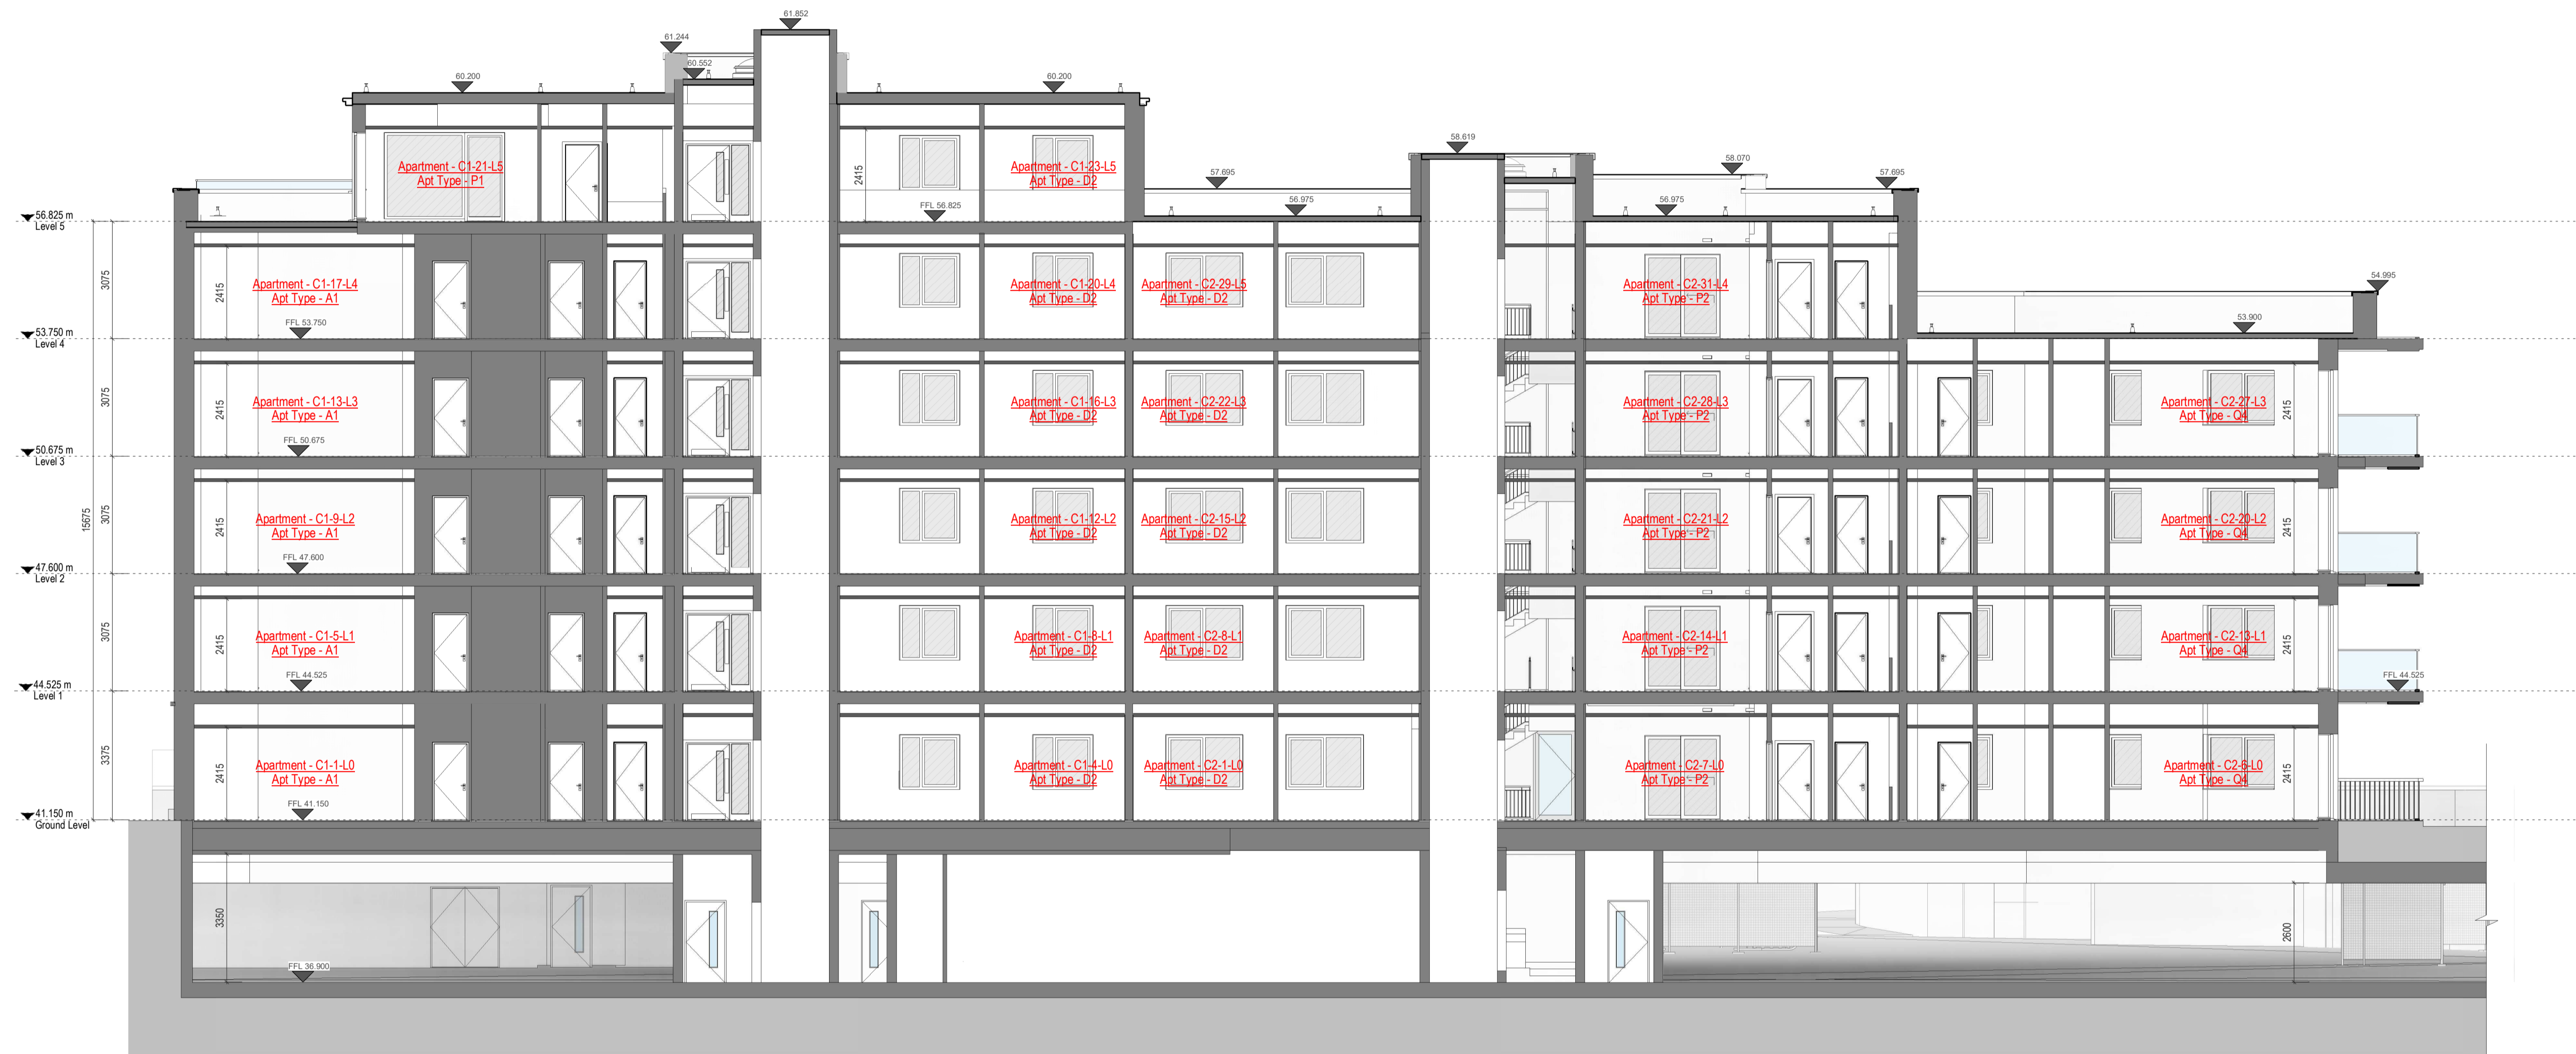 61.852
61.244
60.552
60.200
60.200
58.619
58.070
57.695
57.695
Apartment - C1-21-L5
Apt Type - P1
2415
Apartment - C1-23-L5
Apt Type - D2
FFL 56.825
56.975
56.975
56.825 m
Level 5
54.995
53.900
3075
2415
Apartment - C1-17-L4
Apt Type - A1
FFL 53.750
Apartment - C1-20-L4
Apt Type - D2
Apartment - C2-29-L5
Apt Type - D2
Apartment - C2-31-L4
Apt Type - P2
53.750 m
Level 4
3075
2415
Apartment - C1-13-L3
Apt Type - A1
FFL 50.675
Apartment - C1-16-L3
Apt Type - D2
Apartment - C2-22-L3
Apt Type - D2
Apartment - C2-28-L3
Apt Type - P2
Apartment - C2-27-L3
Apt Type - Q4
2415
50.675 m
Level 3
15675
3075
2415
Apartment - C1-9-L2
Apt Type - A1
FFL 47.600
Apartment - C1-12-L2
Apt Type - D2
Apartment - C2-15-L2
Apt Type - D2
Apartment - C2-21-L2
Apt Type - P2
Apartment - C2-20-L2
Apt Type - Q4
2415
47.600 m
Level 2
3075
2415
Apartment - C1-5-L1
Apt Type - A1
FFL 44.525
Apartment - C1-8-L1
Apt Type - D2
Apartment - C2-8-L1
Apt Type - D2
Apartment - C2-14-L1
Apt Type - P2
Apartment - C2-13-L1
Apt Type - Q4
2415
FFL 44.525
44.525 m
Level 1
3375
2415
Apartment - C1-1-L0
Apt Type - A1
FFL 41.150
Apartment - C1-4-L0
Apt Type - D2
Apartment - C2-1-L0
Apt Type - D2
Apartment - C2-7-L0
Apt Type - P2
Apartment - C2-6-L0
Apt Type - Q4
2415
41.150 m
Ground Level
3350
FFL 36.900
2600